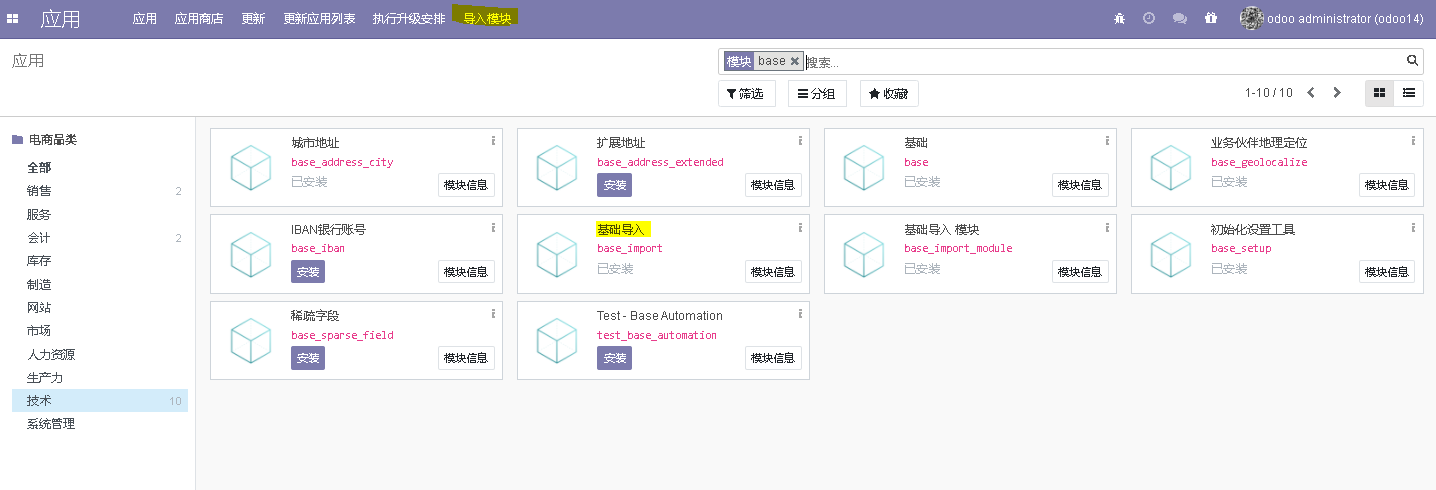 应用 应用 应用商店 更新 更新应用列表 执行升级安排 导入模块 odoo administrator (odoo14)
应用
模块 base 搜索...
筛选 分组 收藏 1-10 / 10
电商品类
全部
销售 2
服务
会计 2
库存
制造
网站
市场
人力资源
生产力
技术 10
系统管理
城市地址
base_address_city
已安装 模块信息
扩展地址
base_address_extended
安装 模块信息
基础
base
已安装 模块信息
业务伙伴地理定位
base_geolocalize
已安装 模块信息
IBAN银行账号
base_iban
安装 模块信息
基础导入
base_import
已安装 模块信息
基础导入 模块
base_import_module
已安装 模块信息
初始化设置工具
base_setup
已安装 模块信息
稀疏字段
base_sparse_field
安装 模块信息
Test - Base Automation
test_base_automation
安装 模块信息